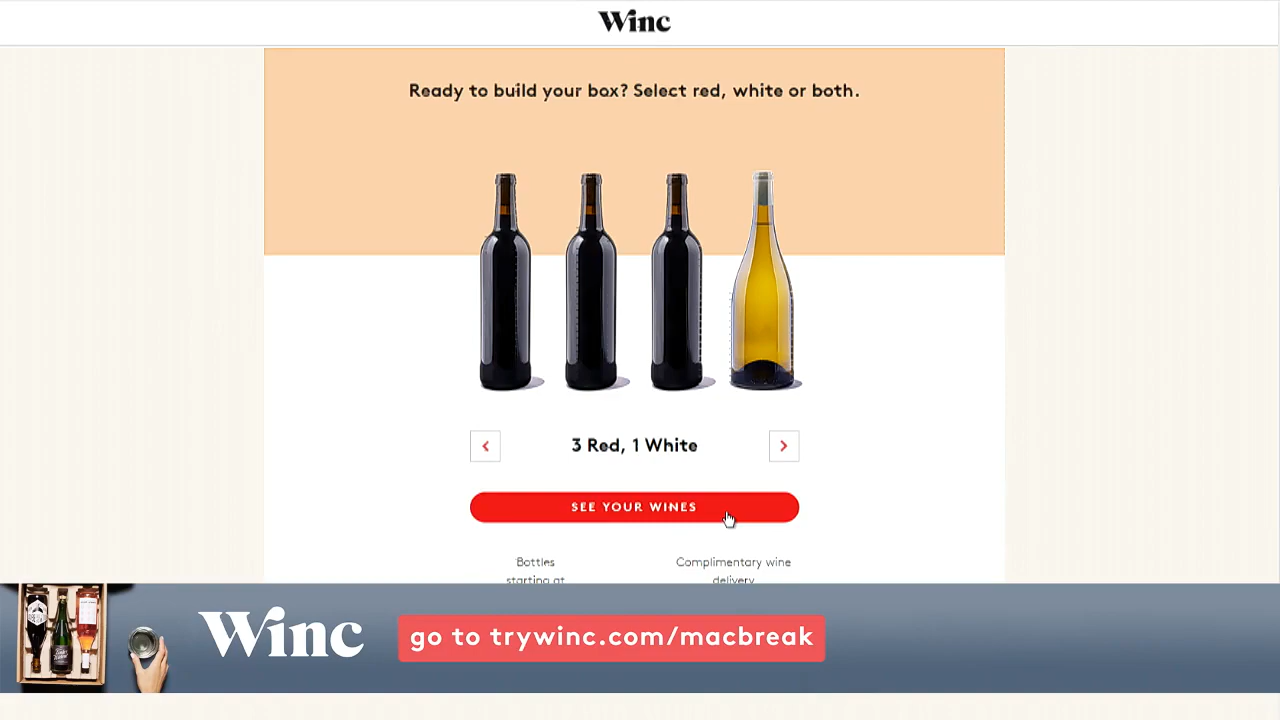 Winc
Ready to build your box? Select red, white or both.
3 Red, 1 White
SEE YOUR WINES
Bottles
starting at
Complimentary wine
delivery
Winc
go to trywinc.com/macbreak